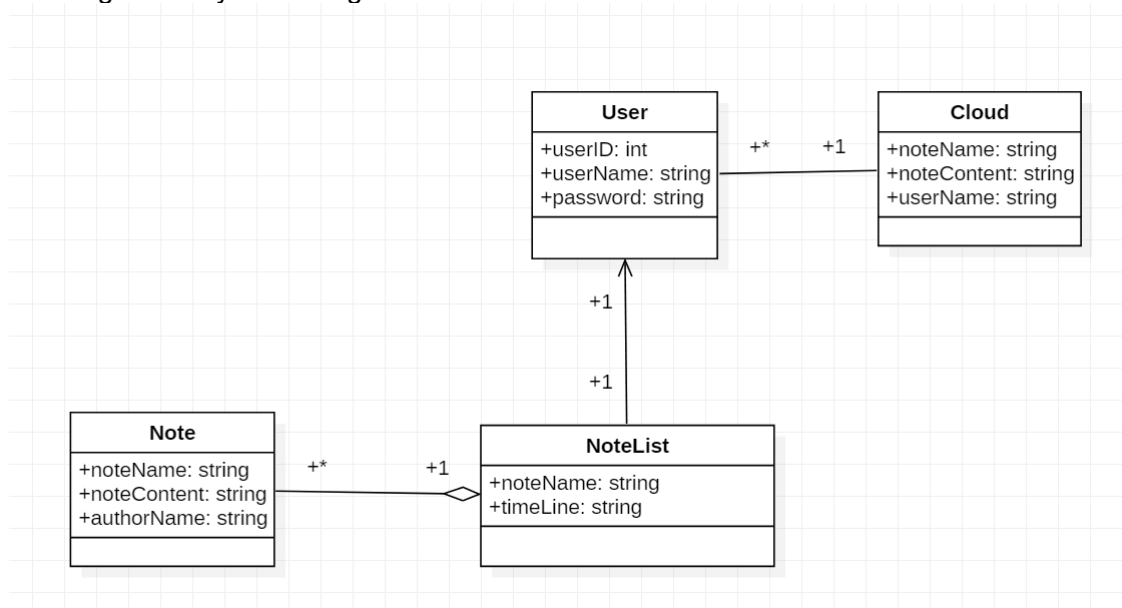 User
+userID: int
+userName: string
+password: string
+*
+1
Cloud
+noteName: string
+noteContent: string
+userName: string
+1
+1
Note
+noteName: string
+noteContent: string
+authorName: string
+*
+1
NoteList
+noteName: string
+timeLine: string